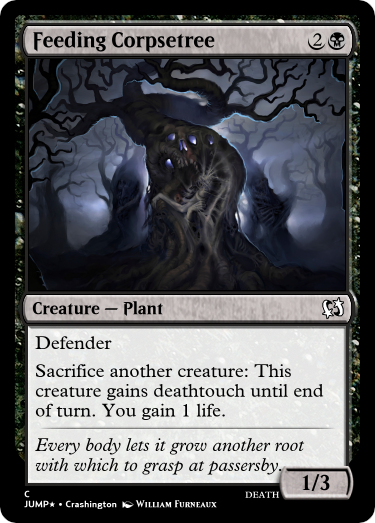 Feeding Corpsetree 2
Creature — Plant
Defender
Sacrifice another creature: This
creature gains deathtouch until end
of turn. You gain 1 life.
Every body lets it grow another root
with which to grasp at passersby.
1/3
C
DEATH
JUMP★ • Crashington William Furneaux